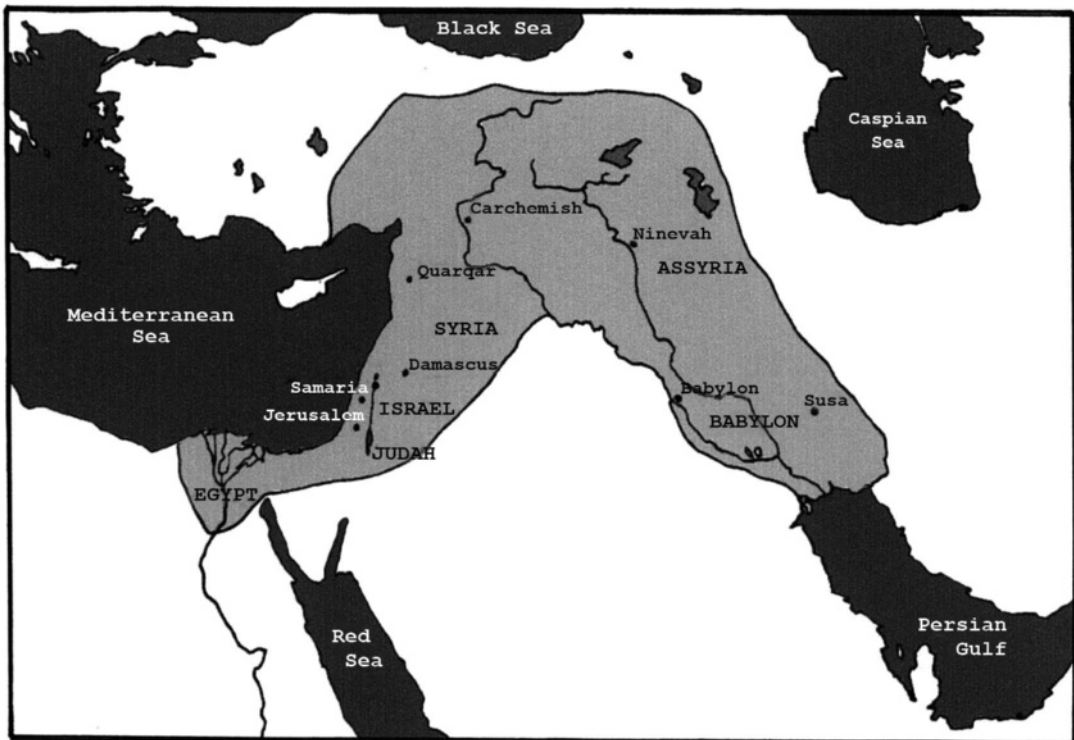 Black Sea
Caspian
Sea
Carchemish
Ninevah
ASSYRIA
Quarqar
Mediterranean
Sea
SYRIA
Damascus
Samaria
ISRAEL
Jerusalem
JUDAH
Babylon
BABYLON
Susa
EGYPT
Red
Sea
Persian
Gulf